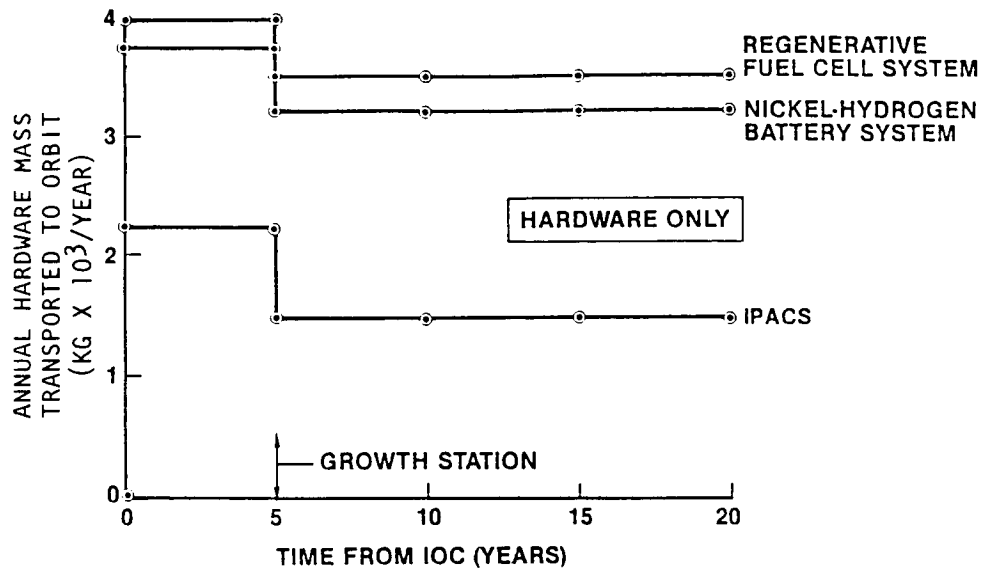 4
3
2
1
0
ANNUAL HARDWARE MASS
TRANSPORTED TO ORBIT
(KG X 10³/YEAR)
REGENERATIVE
FUEL CELL SYSTEM
NICKEL-HYDROGEN
BATTERY SYSTEM
HARDWARE ONLY
IPACS
GROWTH STATION
0 5 10 15 20
TIME FROM IOC (YEARS)